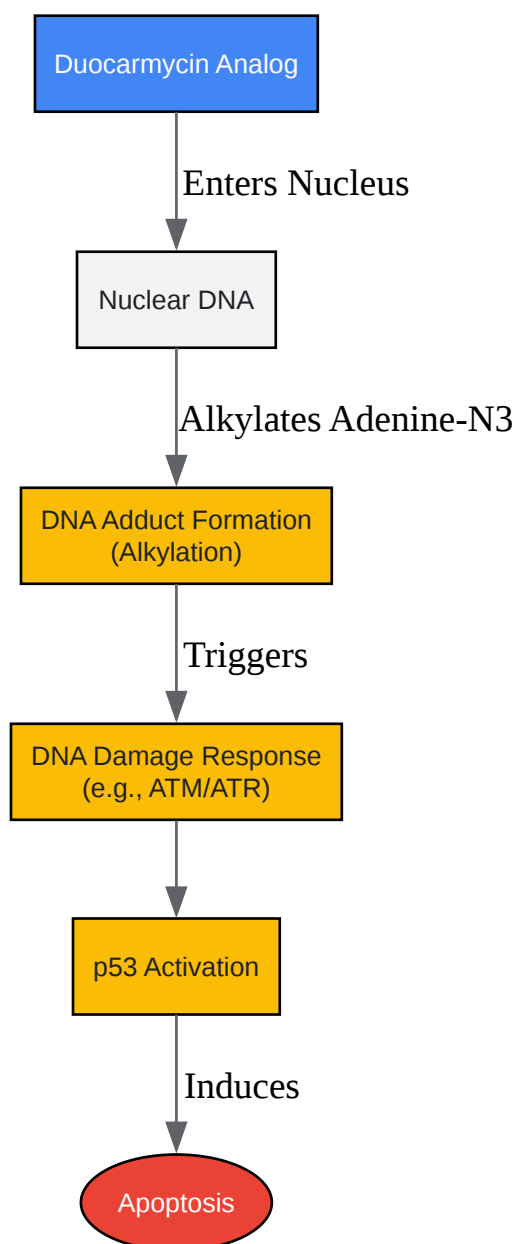 Duocarmycin Analog
Enters Nucleus
Nuclear DNA
Alkylates Adenine-N3
DNA Adduct Formation
(Alkylation)
Triggers
DNA Damage Response
(e.g., ATM/ATR)
p53 Activation
Induces
Apoptosis